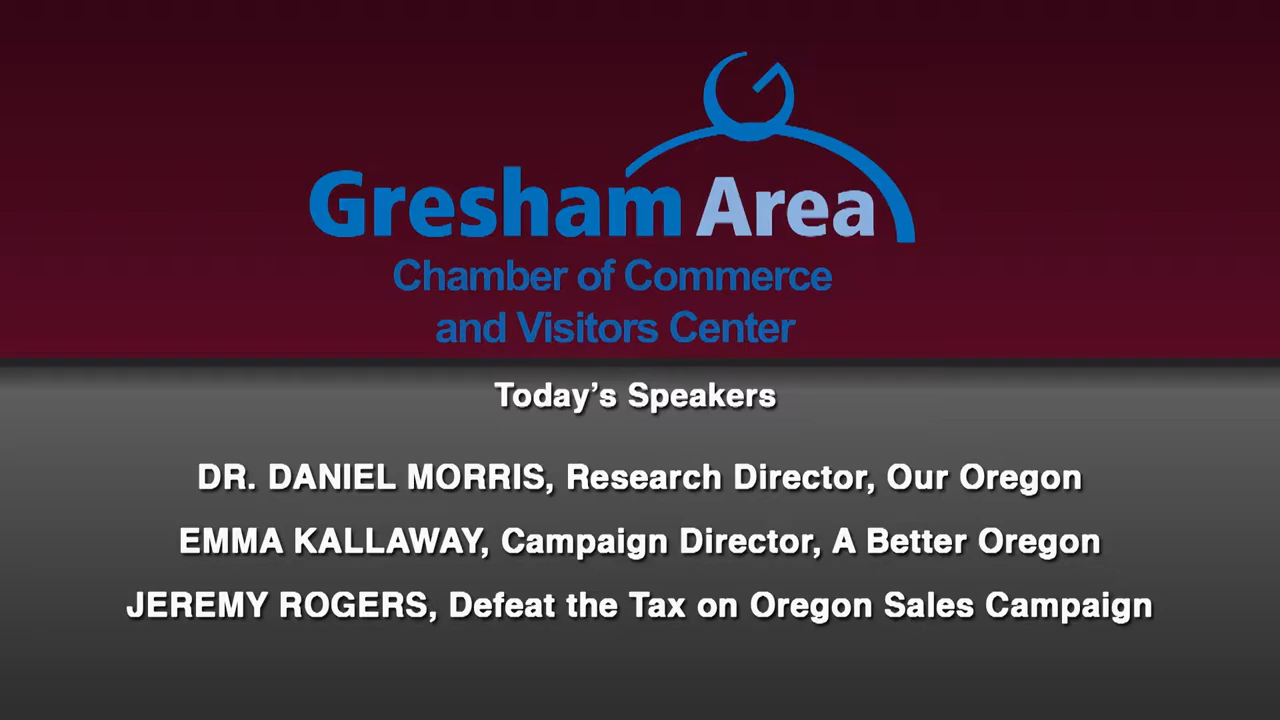 Gresham Area
Chamber of Commerce
and Visitors Center
Today's Speakers
DR. DANIEL MORRIS, Research Director, Our Oregon
EMMA KALLAWAY, Campaign Director, A Better Oregon
JEREMY ROGERS, Defeat the Tax on Oregon Sales Campaign